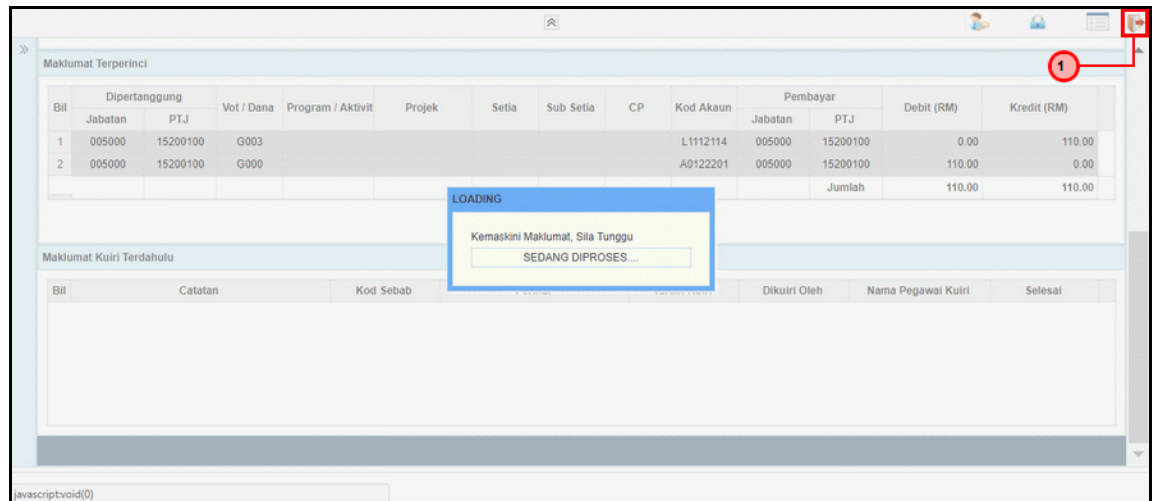 1
Maklumat Terperinci
Bil Dipertanggung Vot / Dana Program / Aktivit Projek Setia Sub Setia CP Kod Akaun Pembayar Debit (RM) Kredit (RM)
Jabatan PTJ Jabatan PTJ
1 005000 15200100 G003 L1112114 005000 15200100 0.00 110.00
2 005000 15200100 G000 A0122201 005000 15200100 110.00 0.00
Jumlah 110.00 110.00
LOADING
Kemaskini Maklumat, Sila Tunggu
SEDANG DIPROSES....
Maklumat Kuiri Terdahulu
Bil Catatan Kod Sebab Dikuiri Oleh Nama Pegawai Kuiri Selesai
javascript:void(0)